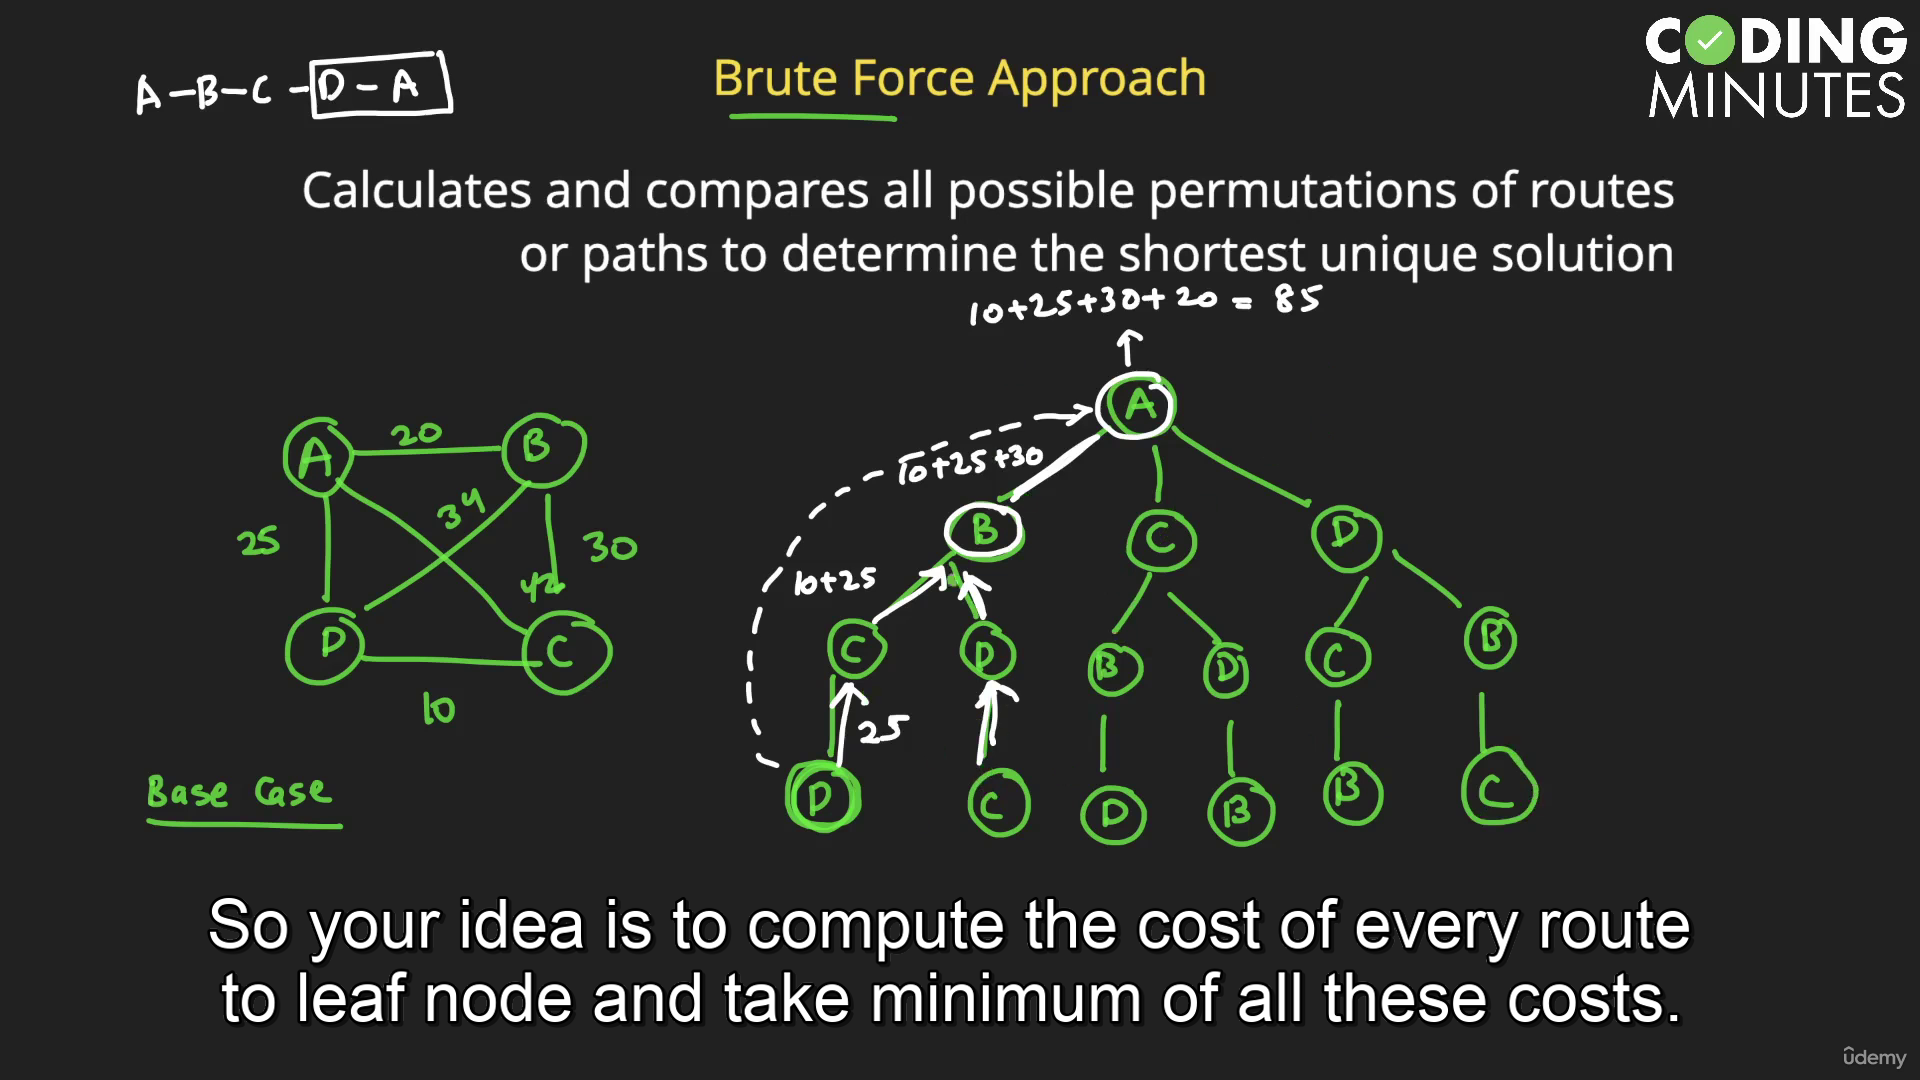 CODING
MINUTES
A-B-C-D-A
Brute Force Approach
Calculates and compares all possible permutations of routes
or paths to determine the shortest unique solution
10+25+30+20 = 85
A
20
B
25
34
30
42
D
C
10
Base Case
A
10+25+30
B
C
D
10+25
C
D
B
D
C
B
25
D
C
D
B
B
C
So your idea is to compute the cost of every route
to leaf node and take minimum of all these costs.
ûdemy